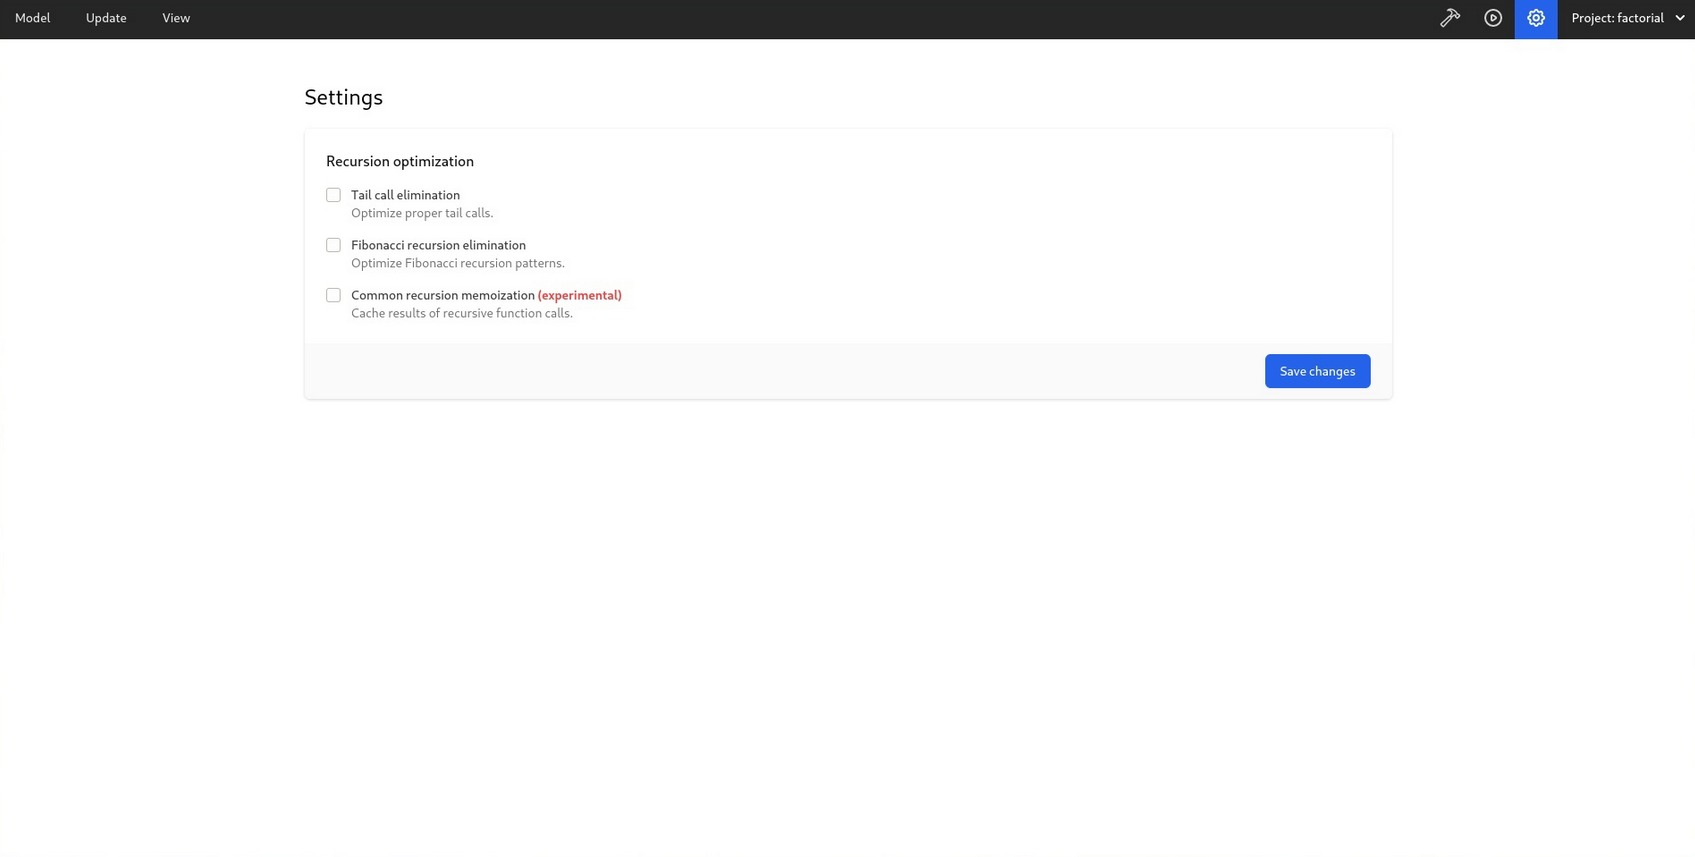 Model Update View Project: factorial
Settings
Recursion optimization
Tail call elimination
Optimize proper tail calls.
Fibonacci recursion elimination
Optimize Fibonacci recursion patterns.
Common recursion memoization (experimental)
Cache results of recursive function calls.
Save changes